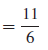 = 11/6